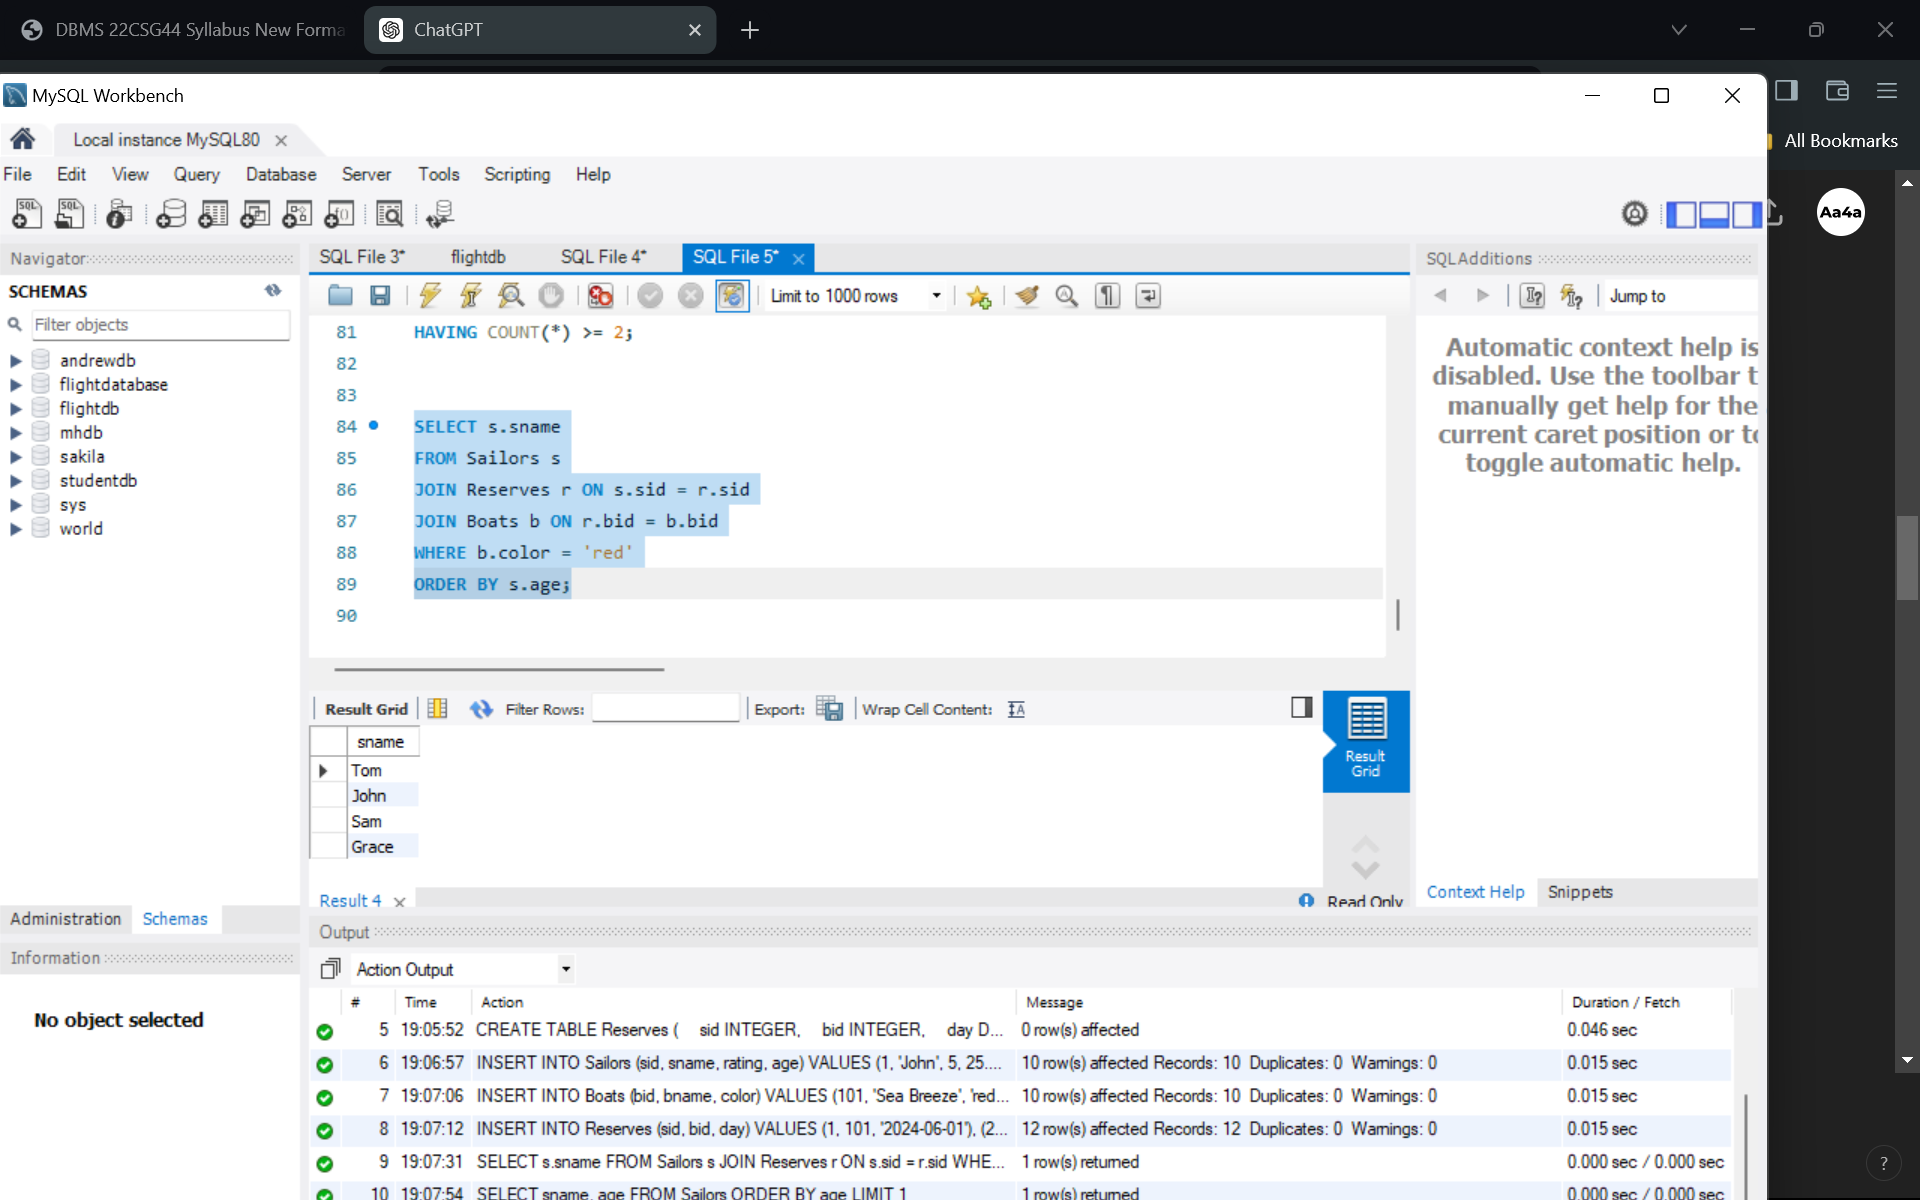 DBMS 22CSG44 Syllabus New Forma
ChatGPT
MySQL Workbench
All Bookmarks
Local instance MySQL80
File Edit View Query Database Server Tools Scripting Help
Aa4a
Navigator
SQL File 3* flightdb SQL File 4* SQL File 5*
SQLAdditions
SCHEMAS
Limit to 1000 rows
Jump to
Filter objects
andrewdb
flightdatabase
flightdb
mhdb
sakila
studentdb
sys
world
81 HAVING COUNT(*) >= 2;
82
83
84 SELECT s.sname
85 FROM Sailors s
86 JOIN Reserves r ON s.sid = r.sid
87 JOIN Boats b ON r.bid = b.bid
88 WHERE b.color = 'red'
89 ORDER BY s.age;
90
Automatic context help is
disabled. Use the toolbar t
manually get help for the
current caret position or to
toggle automatic help.
Result Grid Filter Rows: Export: Wrap Cell Content:
sname
Tom
John
Sam
Grace
Result
Grid
Result 4
Read Only
Context Help Snippets
Administration Schemas
Output
Information
Action Output
No object selected
# Time Action Message Duration / Fetch
5 19:05:52 CREATE TABLE Reserves ( sid INTEGER, bid INTEGER, day D... 0 row(s) affected 0.046 sec
6 19:06:57 INSERT INTO Sailors (sid, sname, rating, age) VALUES (1, 'John', 5, 25.... 10 row(s) affected Records: 10 Duplicates: 0 Warnings: 0 0.015 sec
7 19:07:06 INSERT INTO Boats (bid, bname, color) VALUES (101, 'Sea Breeze', 'red... 10 row(s) affected Records: 10 Duplicates: 0 Warnings: 0 0.015 sec
8 19:07:12 INSERT INTO Reserves (sid, bid, day) VALUES (1, 101, '2024-06-01'), (2... 12 row(s) affected Records: 12 Duplicates: 0 Warnings: 0 0.015 sec
9 19:07:31 SELECT s.sname FROM Sailors s JOIN Reserves r ON s.sid = r.sid WHE... 1 row(s) returned 0.000 sec / 0.000 sec
10 19:07:54 SELECT sname, age FROM Sailors ORDER BY age LIMIT 1 1 row(s) returned 0.000 sec / 0.000 sec
?